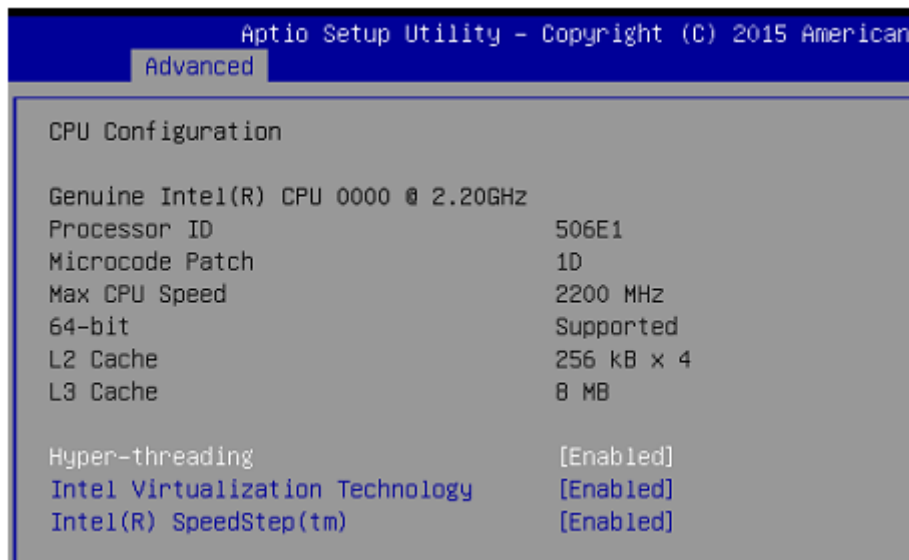 Aptio Setup Utility – Copyright (C) 2015 American
Advanced
CPU Configuration
Genuine Intel(R) CPU 0000 @ 2.20GHz
Processor ID 506E1
Microcode Patch 1D
Max CPU Speed 2200 MHz
64-bit Supported
L2 Cache 256 kB x 4
L3 Cache 8 MB
Hyper-threading [Enabled]
Intel Virtualization Technology [Enabled]
Intel(R) SpeedStep(tm) [Enabled]